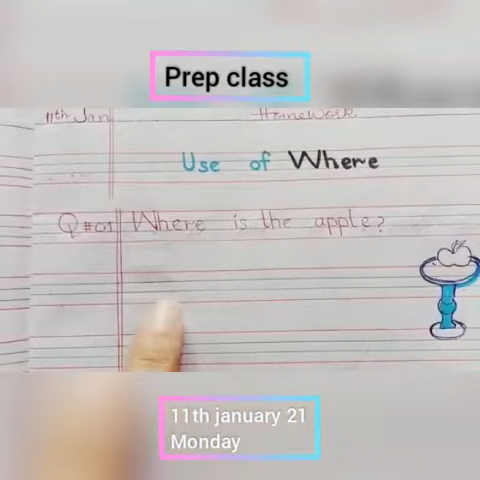 Prep class
11th Jan Homework
Use of Where
Q#01 Where is the apple?
11th january 21
Monday